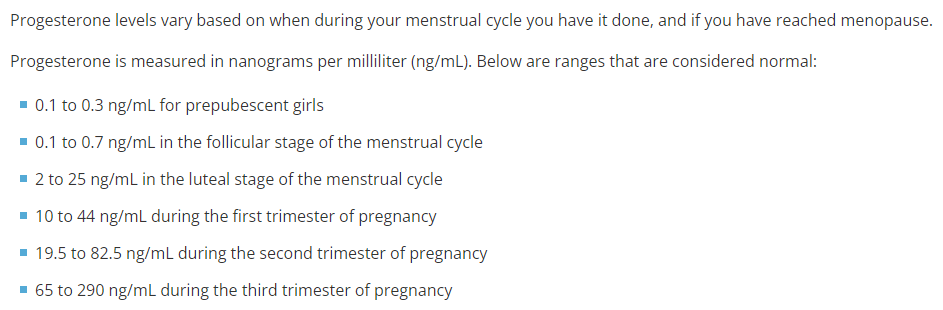 Progesterone levels vary based on when during your menstrual cycle you have it done, and if you have reached menopause.
Progesterone is measured in nanograms per milliliter (ng/mL). Below are ranges that are considered normal:
0.1 to 0.3 ng/mL for prepubescent girls
0.1 to 0.7 ng/mL in the follicular stage of the menstrual cycle
2 to 25 ng/mL in the luteal stage of the menstrual cycle
10 to 44 ng/mL during the first trimester of pregnancy
19.5 to 82.5 ng/mL during the second trimester of pregnancy
65 to 290 ng/mL during the third trimester of pregnancy